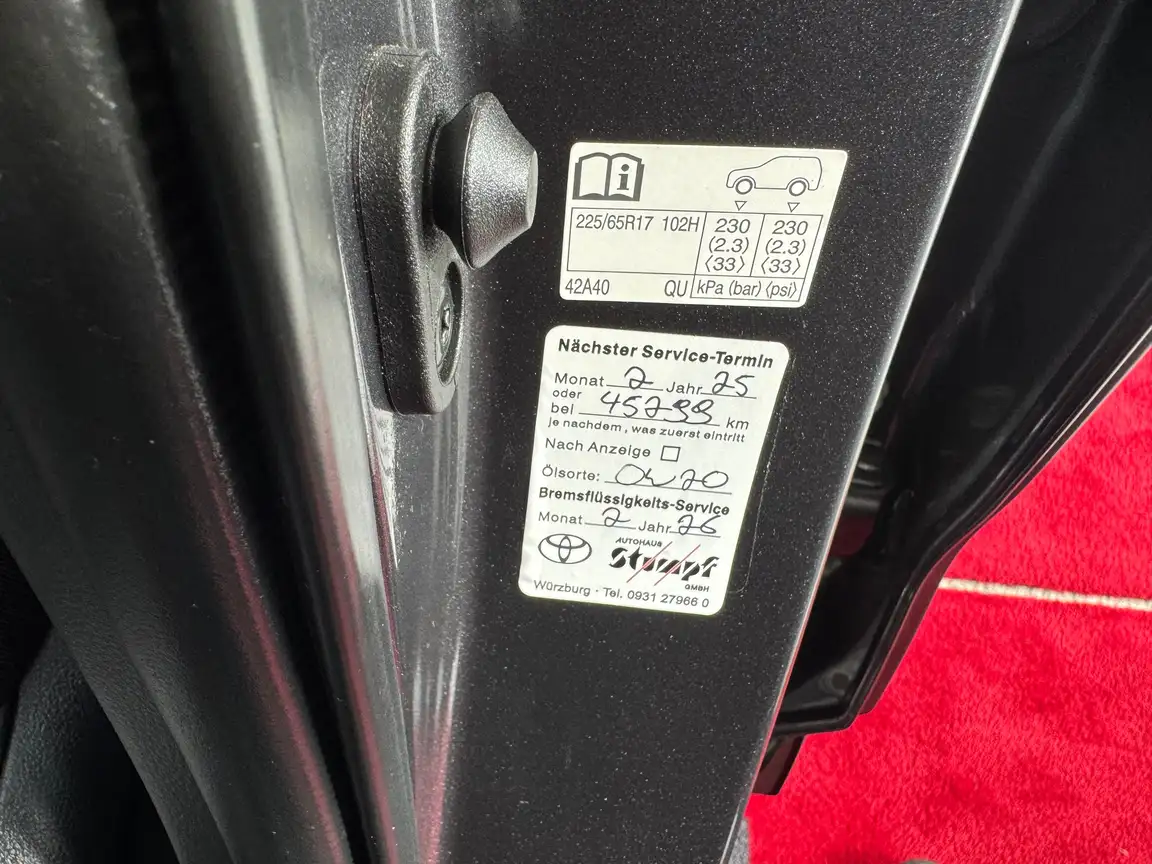 225/65R17 102H 230 230
(2.3) (2.3)
⟨33⟩ ⟨33⟩
42A40 QU kPa (bar) ⟨psi⟩
Nächster Service-Termin
Monat 2 Jahr 25
oder
bei 45299 km
je nachdem, was zuerst eintritt
Nach Anzeige
Ölsorte: 0W20
Bremsflüssigkeits-Service
Monat 2 Jahr 26
AUTOHAUS
Stumpf
GMBH
Würzburg · Tel. 0931 27966 0